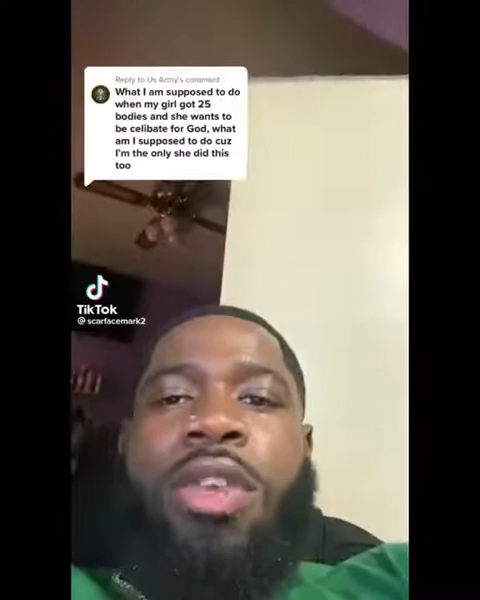 Reply to Us Army's comment
What I am supposed to do
when my girl got 25
bodies and she wants to
be celibate for God, what
am I supposed to do cuz
I'm the only she did this
too
TikTok
@scarfacemark2